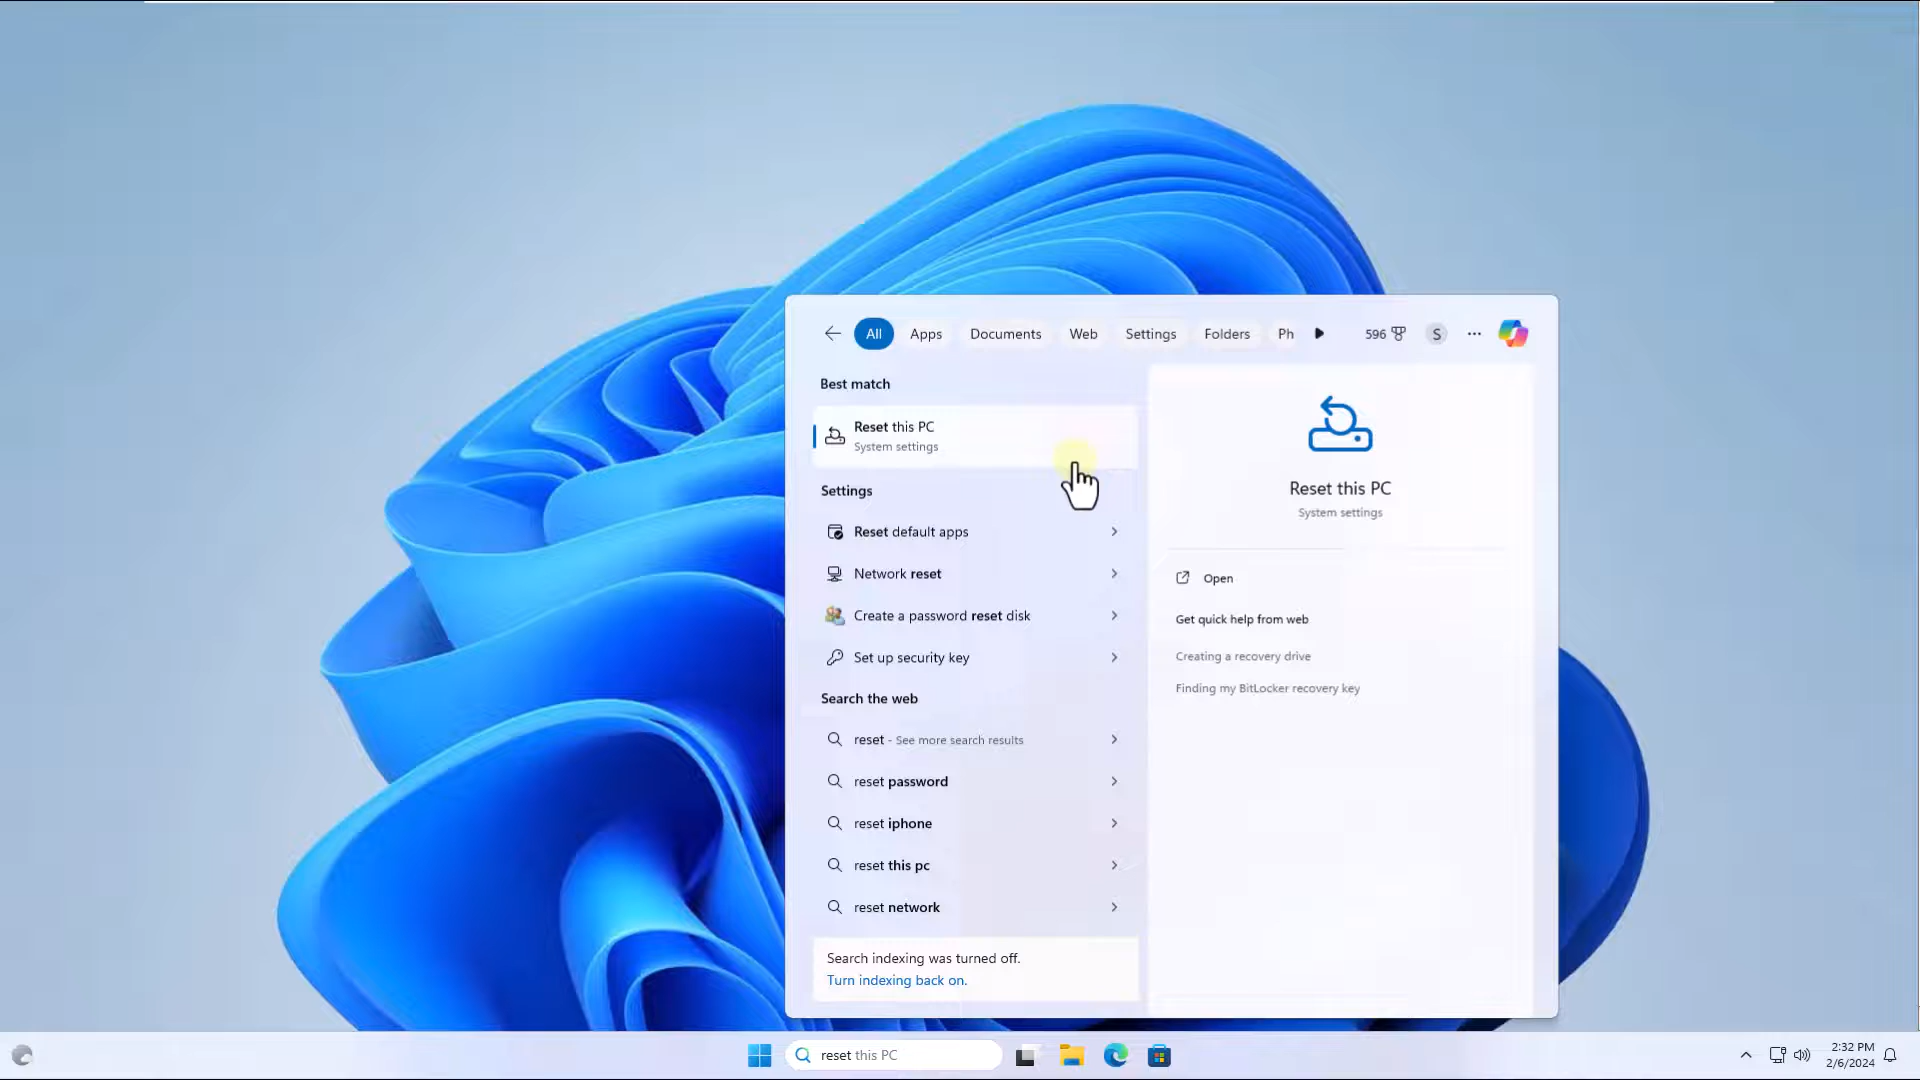 All Apps Documents Web Settings Folders Ph 596 S ...
Best match
Reset this PC
System settings
Settings
Reset default apps
Network reset
Create a password reset disk
Set up security key
Search the web
reset - See more search results
reset password
reset iphone
reset this pc
reset network
Search indexing was turned off.
Turn indexing back on.
Reset this PC
System settings
Open
Get quick help from web
Creating a recovery drive
Finding my BitLocker recovery key
reset this PC
2:32 PM
2/6/2024